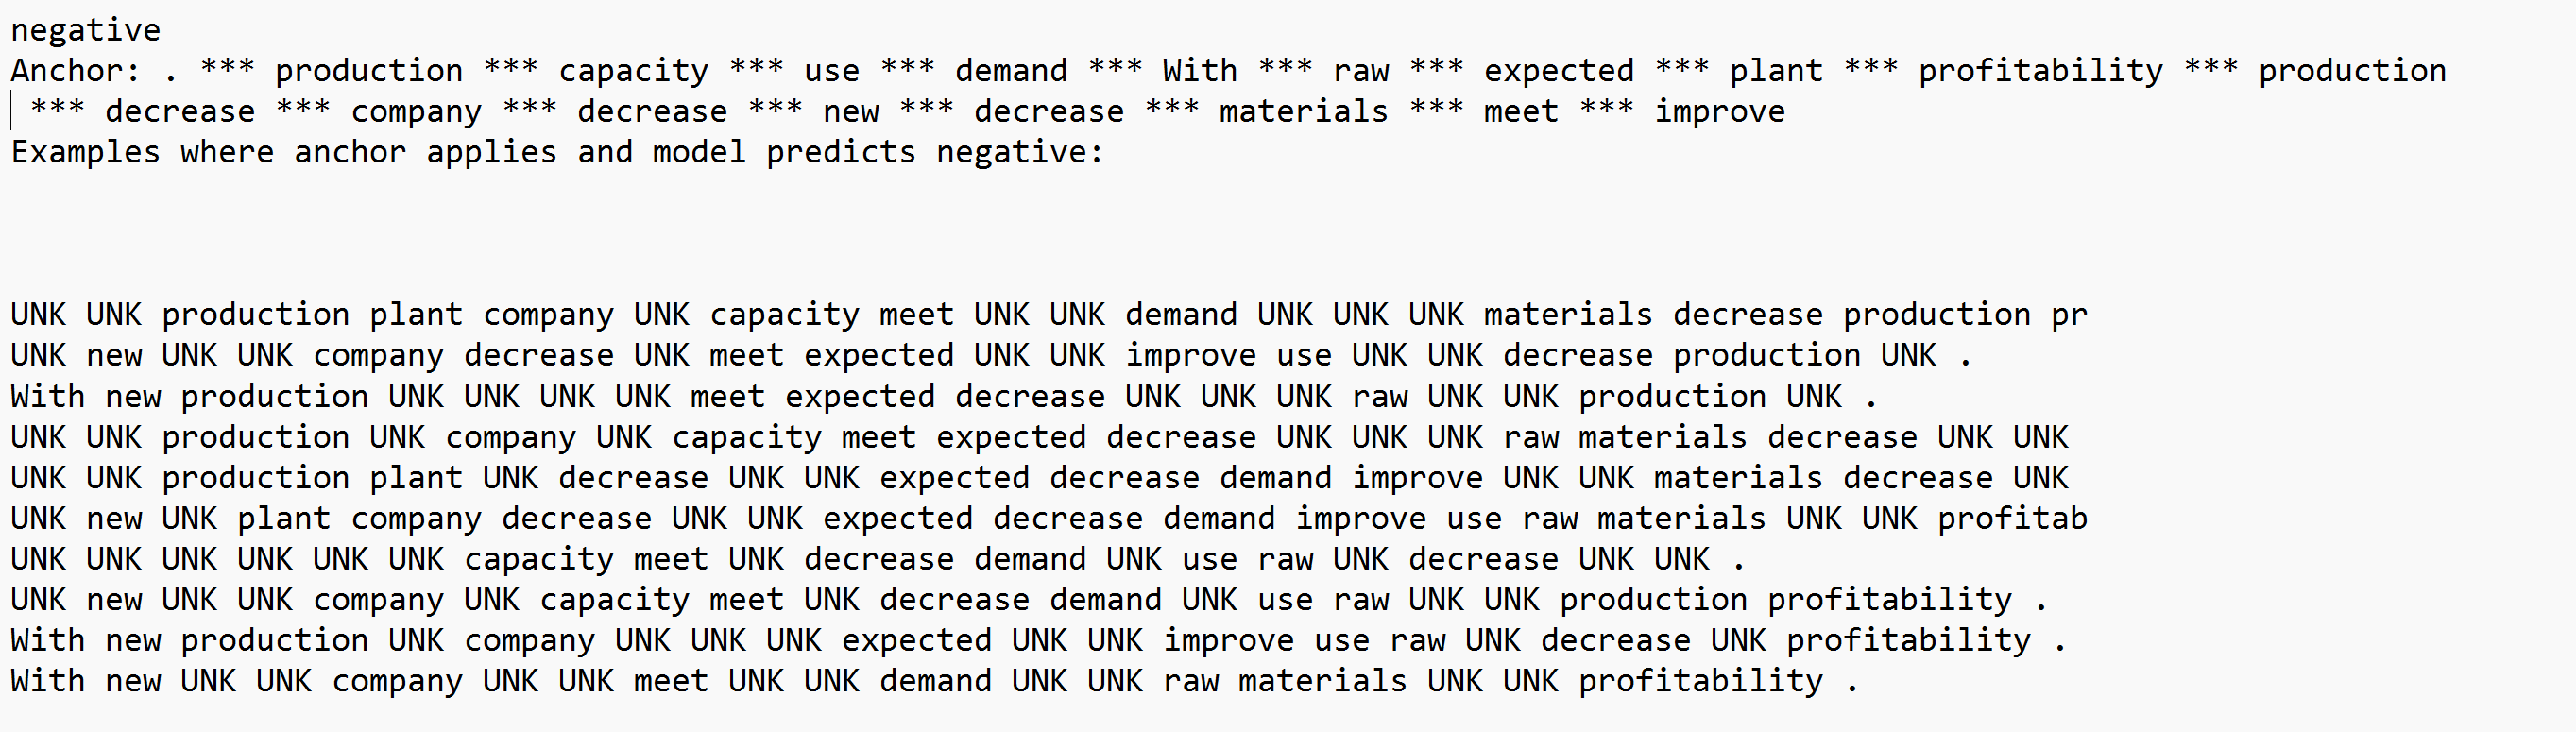 negative
Anchor: . *** production *** capacity *** use *** demand *** With *** raw *** expected *** plant *** profitability *** production
*** decrease *** company *** decrease *** new *** decrease *** materials *** meet *** improve
Examples where anchor applies and model predicts negative:
UNK UNK production plant company UNK capacity meet UNK UNK demand UNK UNK UNK materials decrease production pr
UNK new UNK UNK company decrease UNK meet expected UNK UNK improve use UNK UNK decrease production UNK .
With new production UNK UNK UNK UNK meet expected decrease UNK UNK UNK raw UNK UNK production UNK .
UNK UNK production UNK company UNK capacity meet expected decrease UNK UNK UNK raw materials decrease UNK UNK
UNK UNK production plant UNK decrease UNK UNK expected decrease demand improve UNK UNK materials decrease UNK
UNK new UNK plant company decrease UNK UNK expected decrease demand improve use raw materials UNK UNK profitab
UNK UNK UNK UNK UNK UNK capacity meet UNK decrease demand UNK use raw UNK decrease UNK UNK .
UNK new UNK UNK company UNK capacity meet UNK decrease demand UNK use raw UNK UNK production profitability .
With new production UNK company UNK UNK UNK expected UNK UNK improve use raw UNK decrease UNK profitability .
With new UNK UNK company UNK UNK meet UNK UNK demand UNK UNK raw materials UNK UNK profitability .